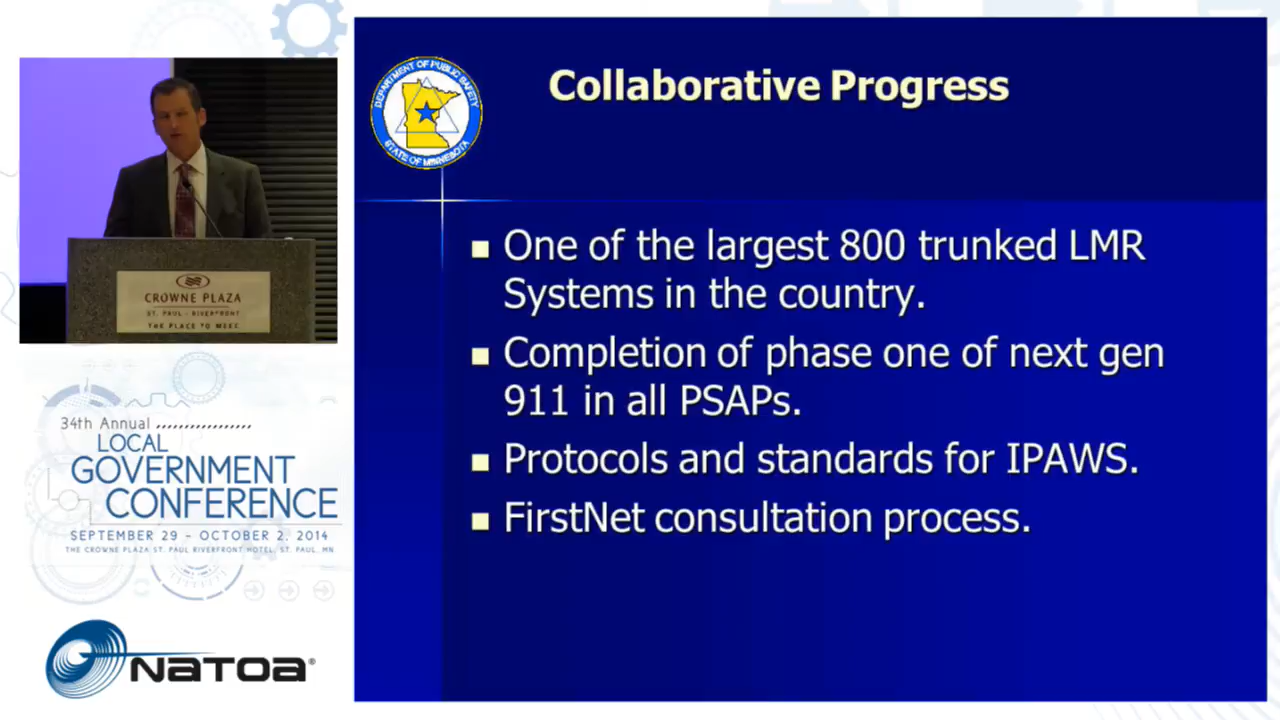 DEPARTMENT OF PUBLIC SAFETY
STATE OF MINNESOTA
Collaborative Progress
One of the largest 800 trunked LMR
Systems in the country.
Completion of phase one of next gen
911 in all PSAPs.
Protocols and standards for IPAWS.
FirstNet consultation process.
CROWNE PLAZA
ST. PAUL - RIVERFRONT
THE PLACE TO MEET
34th Annual
LOCAL
GOVERNMENT
CONFERENCE
SEPTEMBER 29 - OCTOBER 2, 2014
THE CROWNE PLAZA ST. PAUL RIVERFRONT HOTEL, ST. PAUL, MN
NATOA®